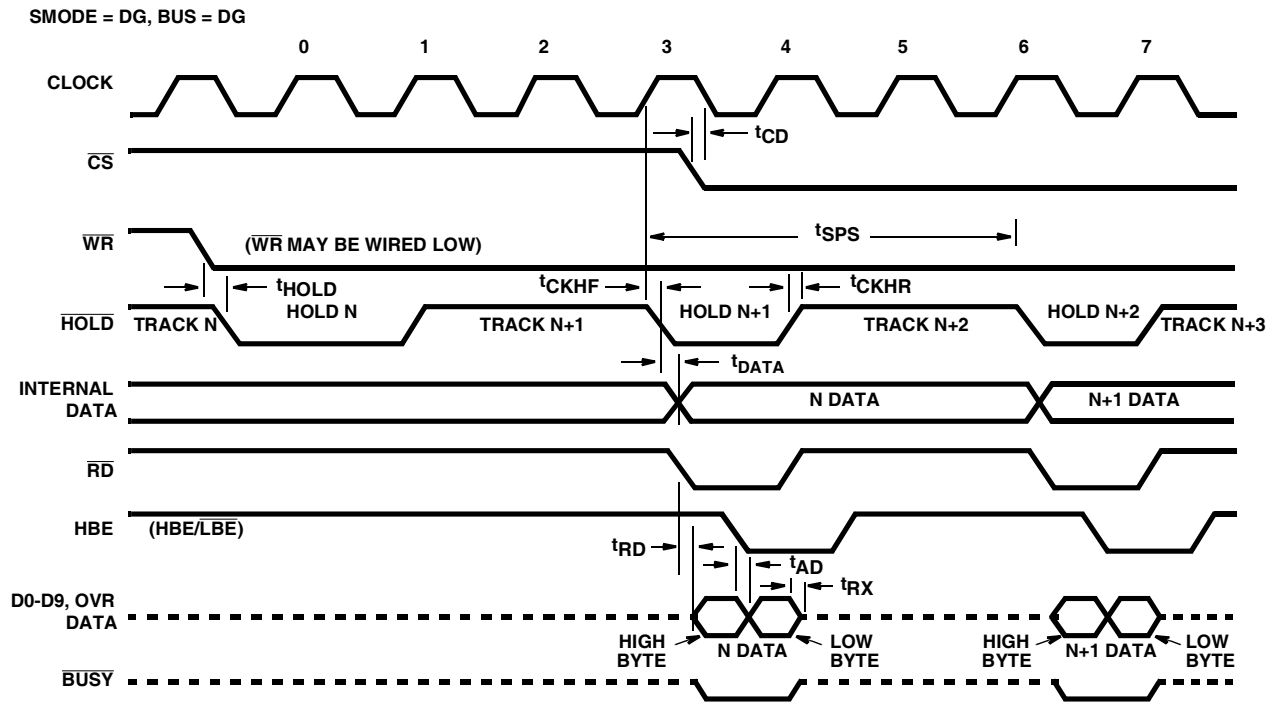 SMODE = DG, BUS = DG
0 1 2 3 4 5 6 7
CLOCK
tCD
CS
WR
(WR MAY BE WIRED LOW)
tSPS
tHOLD
tCKHF
tCKHR
HOLD
TRACK N
HOLD N
TRACK N+1
HOLD N+1
TRACK N+2
HOLD N+2
TRACK N+3
tDATA
INTERNAL
DATA
N DATA
N+1 DATA
RD
HBE
(HBE/LBE)
tRD
tAD
tRX
D0-D9, OVR
DATA
HIGH
BYTE
N DATA
LOW
BYTE
HIGH
BYTE
N+1 DATA
LOW
BYTE
BUSY